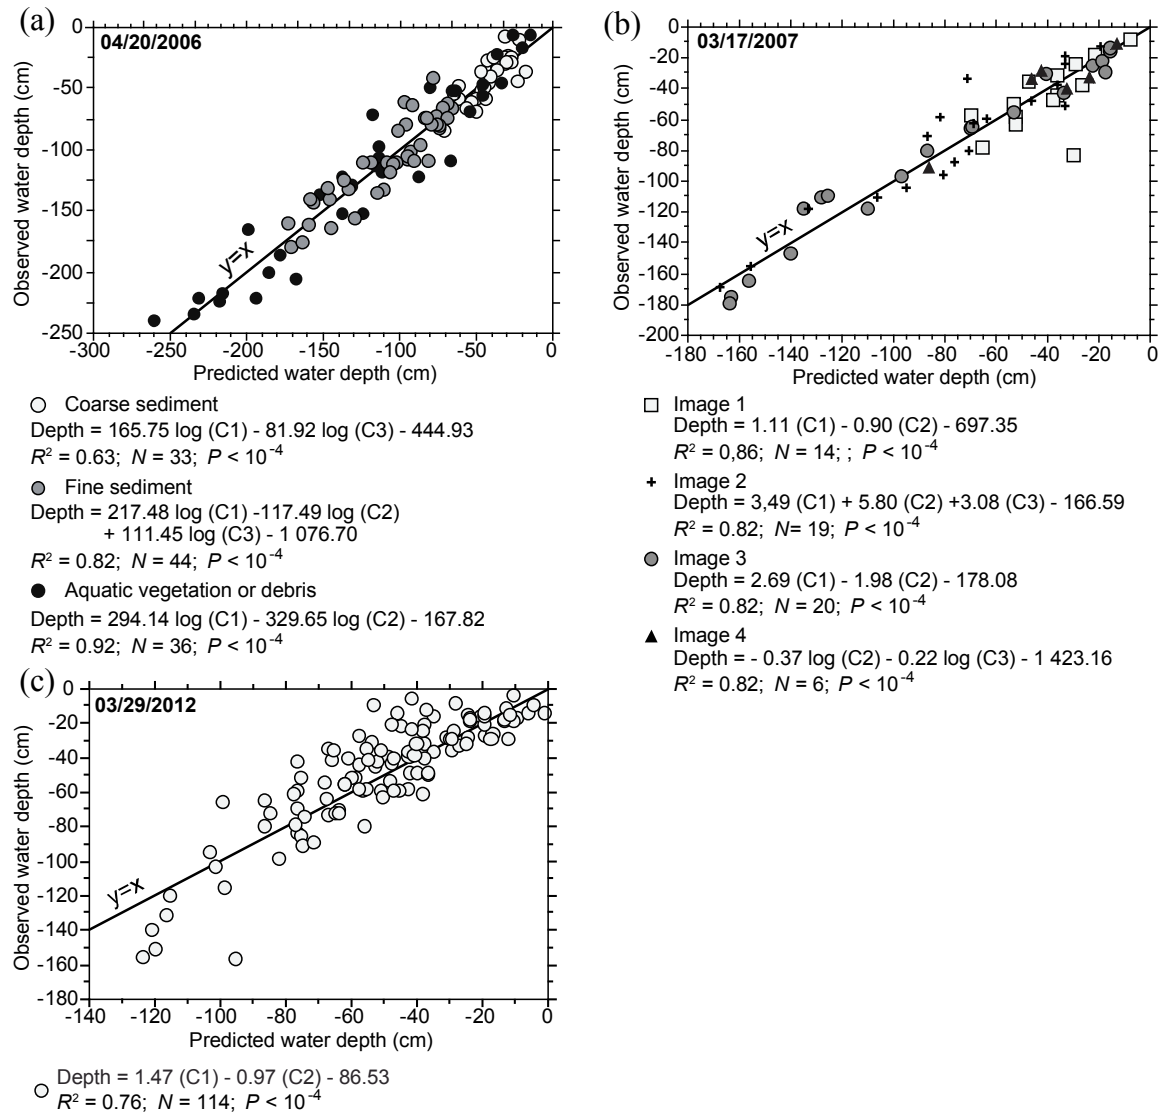 (a)
04/20/2006
0
-50
-100
-150
-200
-250
Observed water depth (cm)
y=x
-300 -250 -200 -150 -100 -50 0
Predicted water depth (cm)
Coarse sediment
Depth = 165.75 log (C1) - 81.92 log (C3) - 444.93
R² = 0.63; N = 33; P < 10⁻⁴
Fine sediment
Depth = 217.48 log (C1) -117.49 log (C2)
+ 111.45 log (C3) - 1 076.70
R² = 0.82; N = 44; P < 10⁻⁴
Aquatic vegetation or debris
Depth = 294.14 log (C1) - 329.65 log (C2) - 167.82
R² = 0.92; N = 36; P < 10⁻⁴
(b)
03/17/2007
0
-20
-40
-60
-80
-100
-120
-140
-160
-180
-200
Observed water depth (cm)
y=x
-180 -160 -140 -120 -100 -80 -60 -40 -20 0
Predicted water depth (cm)
Image 1
Depth = 1.11 (C1) - 0.90 (C2) - 697.35
R² = 0,86; N = 14; ; P < 10⁻⁴
Image 2
Depth = 3,49 (C1) + 5.80 (C2) +3.08 (C3) - 166.59
R² = 0.82; N= 19; P < 10⁻⁴
Image 3
Depth = 2.69 (C1) - 1.98 (C2) - 178.08
R² = 0.82; N = 20; P < 10⁻⁴
Image 4
Depth = - 0.37 log (C2) - 0.22 log (C3) - 1 423.16
R² = 0.82; N = 6; P < 10⁻⁴
(c)
03/29/2012
0
-20
-40
-60
-80
-100
-120
-140
-160
-180
Observed water depth (cm)
y=x
-140 -120 -100 -80 -60 -40 -20 0
Predicted water depth (cm)
Depth = 1.47 (C1) - 0.97 (C2) - 86.53
R² = 0.76; N = 114; P < 10⁻⁴